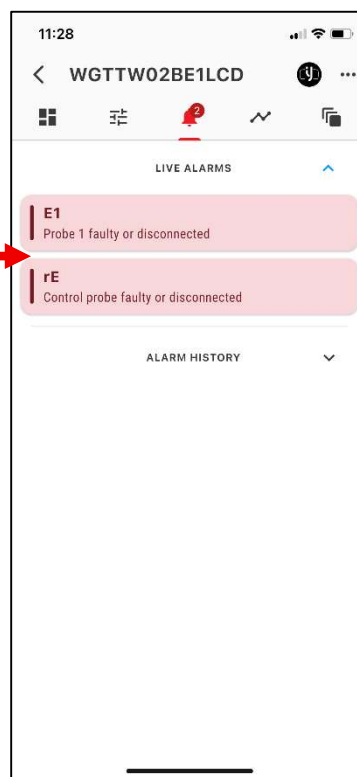 11:28
WGTTW02BE1LCD
2
LIVE ALARMS
E1
Probe 1 faulty or disconnected
rE
Control probe faulty or disconnected
ALARM HISTORY